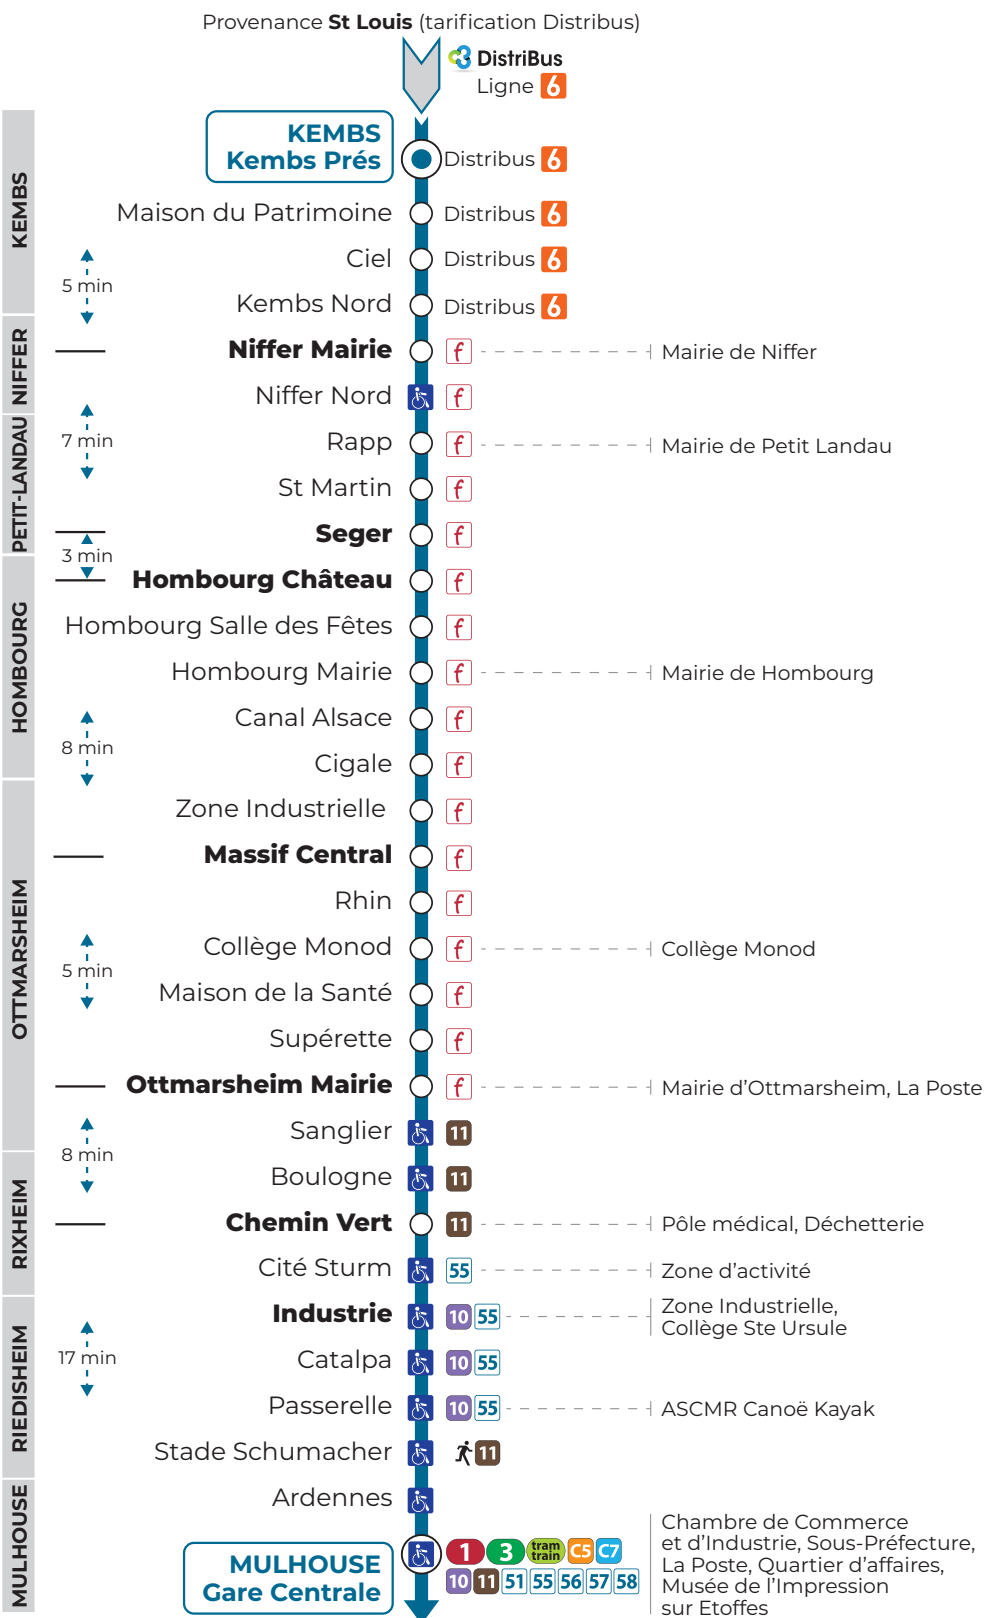 Provenance St Louis (tarification Distribus)
DistriBus
Ligne 6
KEMBS
KEMBS
Kembs Prés
Distribus 6
Maison du Patrimoine
Distribus 6
Ciel
Distribus 6
5 min
Kembs Nord
Distribus 6
NIFFER
Niffer Mairie
f
Mairie de Niffer
Niffer Nord
f
PETIT-LANDAU
7 min
Rapp
f
Mairie de Petit Landau
St Martin
f
Seger
f
3 min
HOMBOURG
Hombourg Château
f
Hombourg Salle des Fêtes
f
Hombourg Mairie
f
Mairie de Hombourg
Canal Alsace
f
8 min
Cigale
f
OTTMARSHEIM
Zone Industrielle
f
Massif Central
f
Rhin
f
Collège Monod
f
Collège Monod
5 min
Maison de la Santé
f
Supérette
f
Ottmarsheim Mairie
f
Mairie d’Ottmarsheim, La Poste
Sanglier
11
8 min
RIXHEIM
Boulogne
11
Chemin Vert
11
Pôle médical, Déchetterie
Cité Sturm
55
Zone d’activité
RIEDISHEIM
Industrie
10 55
Zone Industrielle,
Collège Ste Ursule
17 min
Catalpa
10 55
Passerelle
10 55
ASCMR Canoë Kayak
Stade Schumacher
11
MULHOUSE
Ardennes
MULHOUSE
Gare Centrale
1 3 tram train C5 C7
10 11 51 55 56 57 58
Chambre de Commerce
et d’Industrie, Sous-Préfecture,
La Poste, Quartier d’affaires,
Musée de l’Impression
sur Etoffes